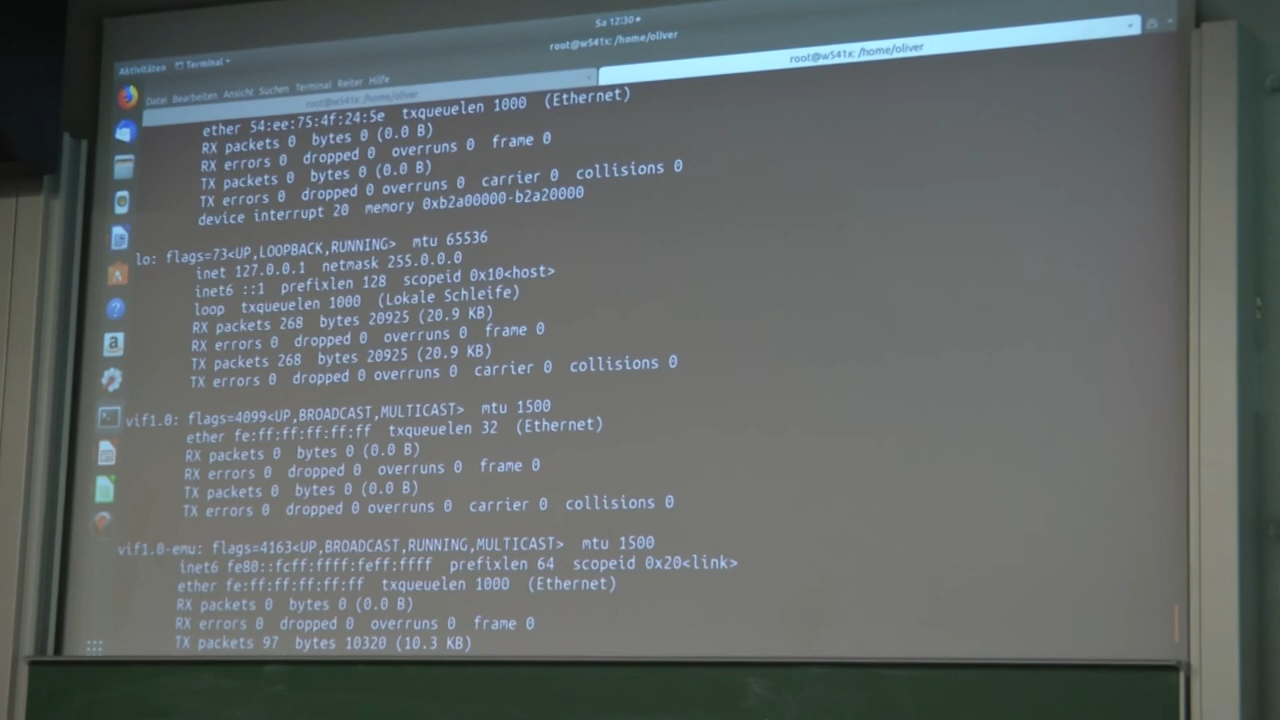 Sa 12:30
root@w541x: /home/oliver
Aktivitäten Terminal
root@w541x: /home/oliver
Datei Bearbeiten Ansicht Suchen Terminal Reiter Hilfe
root@w541x: /home/oliver
ether 54:ee:75:4f:24:5e txqueuelen 1000 (Ethernet)
RX packets 0 bytes 0 (0.0 B)
RX errors 0 dropped 0 overruns 0 frame 0
TX packets 0 bytes 0 (0.0 B)
TX errors 0 dropped 0 overruns 0 carrier 0 collisions 0
device interrupt 20 memory 0xb2a00000-b2a20000
lo: flags=73<UP,LOOPBACK,RUNNING> mtu 65536
inet 127.0.0.1 netmask 255.0.0.0
inet6 ::1 prefixlen 128 scopeid 0x10<host>
loop txqueuelen 1000 (Lokale Schleife)
RX packets 268 bytes 20925 (20.9 KB)
RX errors 0 dropped 0 overruns 0 frame 0
TX packets 268 bytes 20925 (20.9 KB)
TX errors 0 dropped 0 overruns 0 carrier 0 collisions 0
vif1.0: flags=4099<UP,BROADCAST,MULTICAST> mtu 1500
ether fe:ff:ff:ff:ff:ff txqueuelen 32 (Ethernet)
RX packets 0 bytes 0 (0.0 B)
RX errors 0 dropped 0 overruns 0 frame 0
TX packets 0 bytes 0 (0.0 B)
TX errors 0 dropped 0 overruns 0 carrier 0 collisions 0
vif1.0-emu: flags=4163<UP,BROADCAST,RUNNING,MULTICAST> mtu 1500
inet6 fe80::fcff:ffff:feff:ffff prefixlen 64 scopeid 0x20<link>
ether fe:ff:ff:ff:ff:ff txqueuelen 1000 (Ethernet)
RX packets 0 bytes 0 (0.0 B)
RX errors 0 dropped 0 overruns 0 frame 0
TX packets 97 bytes 10320 (10.3 KB)